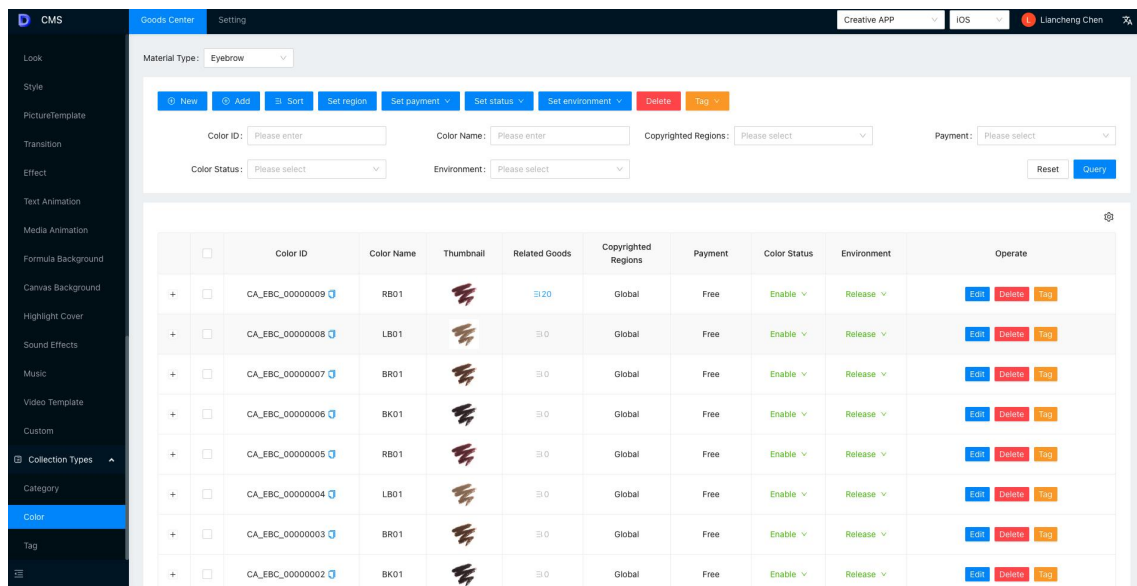 CMS
Goods Center
Setting
Creative APP
iOS
L
Liancheng Chen
Look
Style
PictureTemplate
Transition
Effect
Text Animation
Media Animation
Formula Background
Canvas Background
Highlight Cover
Sound Effects
Music
Video Template
Custom
Collection Types
Category
Color
Tag
Material Type: Eyebrow
New Add Sort Set region Set payment Set status Set environment Delete Tag
Color ID: Please enter Color Name: Please enter Copyrighted Regions: Please select Payment: Please select
Color Status: Please select Environment: Please select Reset Query
Color ID Color Name Thumbnail Related Goods Copyrighted Regions Payment Color Status Environment Operate
CA_EBC_00000009 RB01 20 Global Free Enable Release Edit Delete Tag
CA_EBC_00000008 LB01 0 Global Free Enable Release Edit Delete Tag
CA_EBC_00000007 BR01 0 Global Free Enable Release Edit Delete Tag
CA_EBC_00000006 BK01 0 Global Free Enable Release Edit Delete Tag
CA_EBC_00000005 RB01 0 Global Free Enable Release Edit Delete Tag
CA_EBC_00000004 LB01 0 Global Free Enable Release Edit Delete Tag
CA_EBC_00000003 BR01 0 Global Free Enable Release Edit Delete Tag
CA_EBC_00000002 BK01 0 Global Free Enable Release Edit Delete Tag